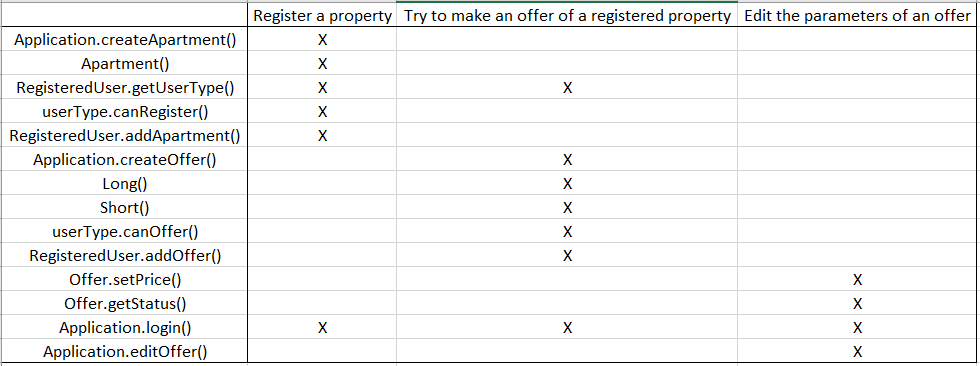 Register a property Try to make an offer of a registered property Edit the parameters of an offer
Application.createApartment() X
Apartment() X
RegisteredUser.getUserType() X X
userType.canRegister() X
RegisteredUser.addApartment() X
Application.createOffer() X
Long() X
Short() X
userType.canOffer() X
RegisteredUser.addOffer() X
Offer.setPrice() X
Offer.getStatus() X
Application.login() X X X
Application.editOffer() X